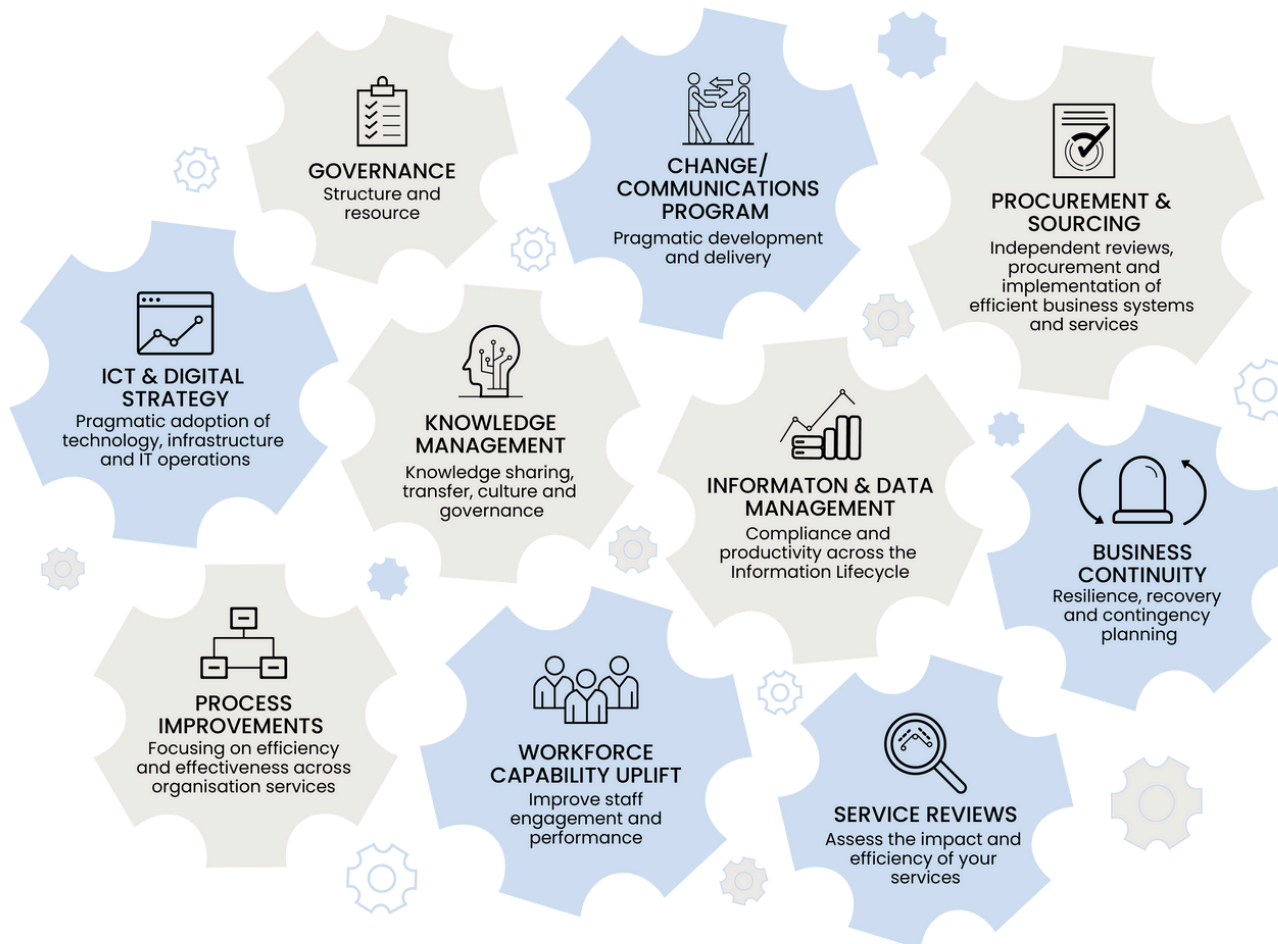 GOVERNANCE
Structure and
resource
CHANGE/
COMMUNICATIONS
PROGRAM
Pragmatic development
and delivery
PROCUREMENT &
SOURCING
Independent reviews,
procurement and
implementation of
efficient business systems
and services
ICT & DIGITAL
STRATEGY
Pragmatic adoption of
technology, infrastructure
and IT operations
KNOWLEDGE
MANAGEMENT
Knowledge sharing,
transfer, culture and
governance
INFORMATON & DATA
MANAGEMENT
Compliance and
productivity across the
Information Lifecycle
BUSINESS
CONTINUITY
Resilience, recovery
and contingency
planning
PROCESS
IMPROVEMENTS
Focusing on efficiency
and effectiveness across
organisation services
WORKFORCE
CAPABILITY UPLIFT
Improve staff
engagement and
performance
SERVICE REVIEWS
Assess the impact and
efficiency of your
services